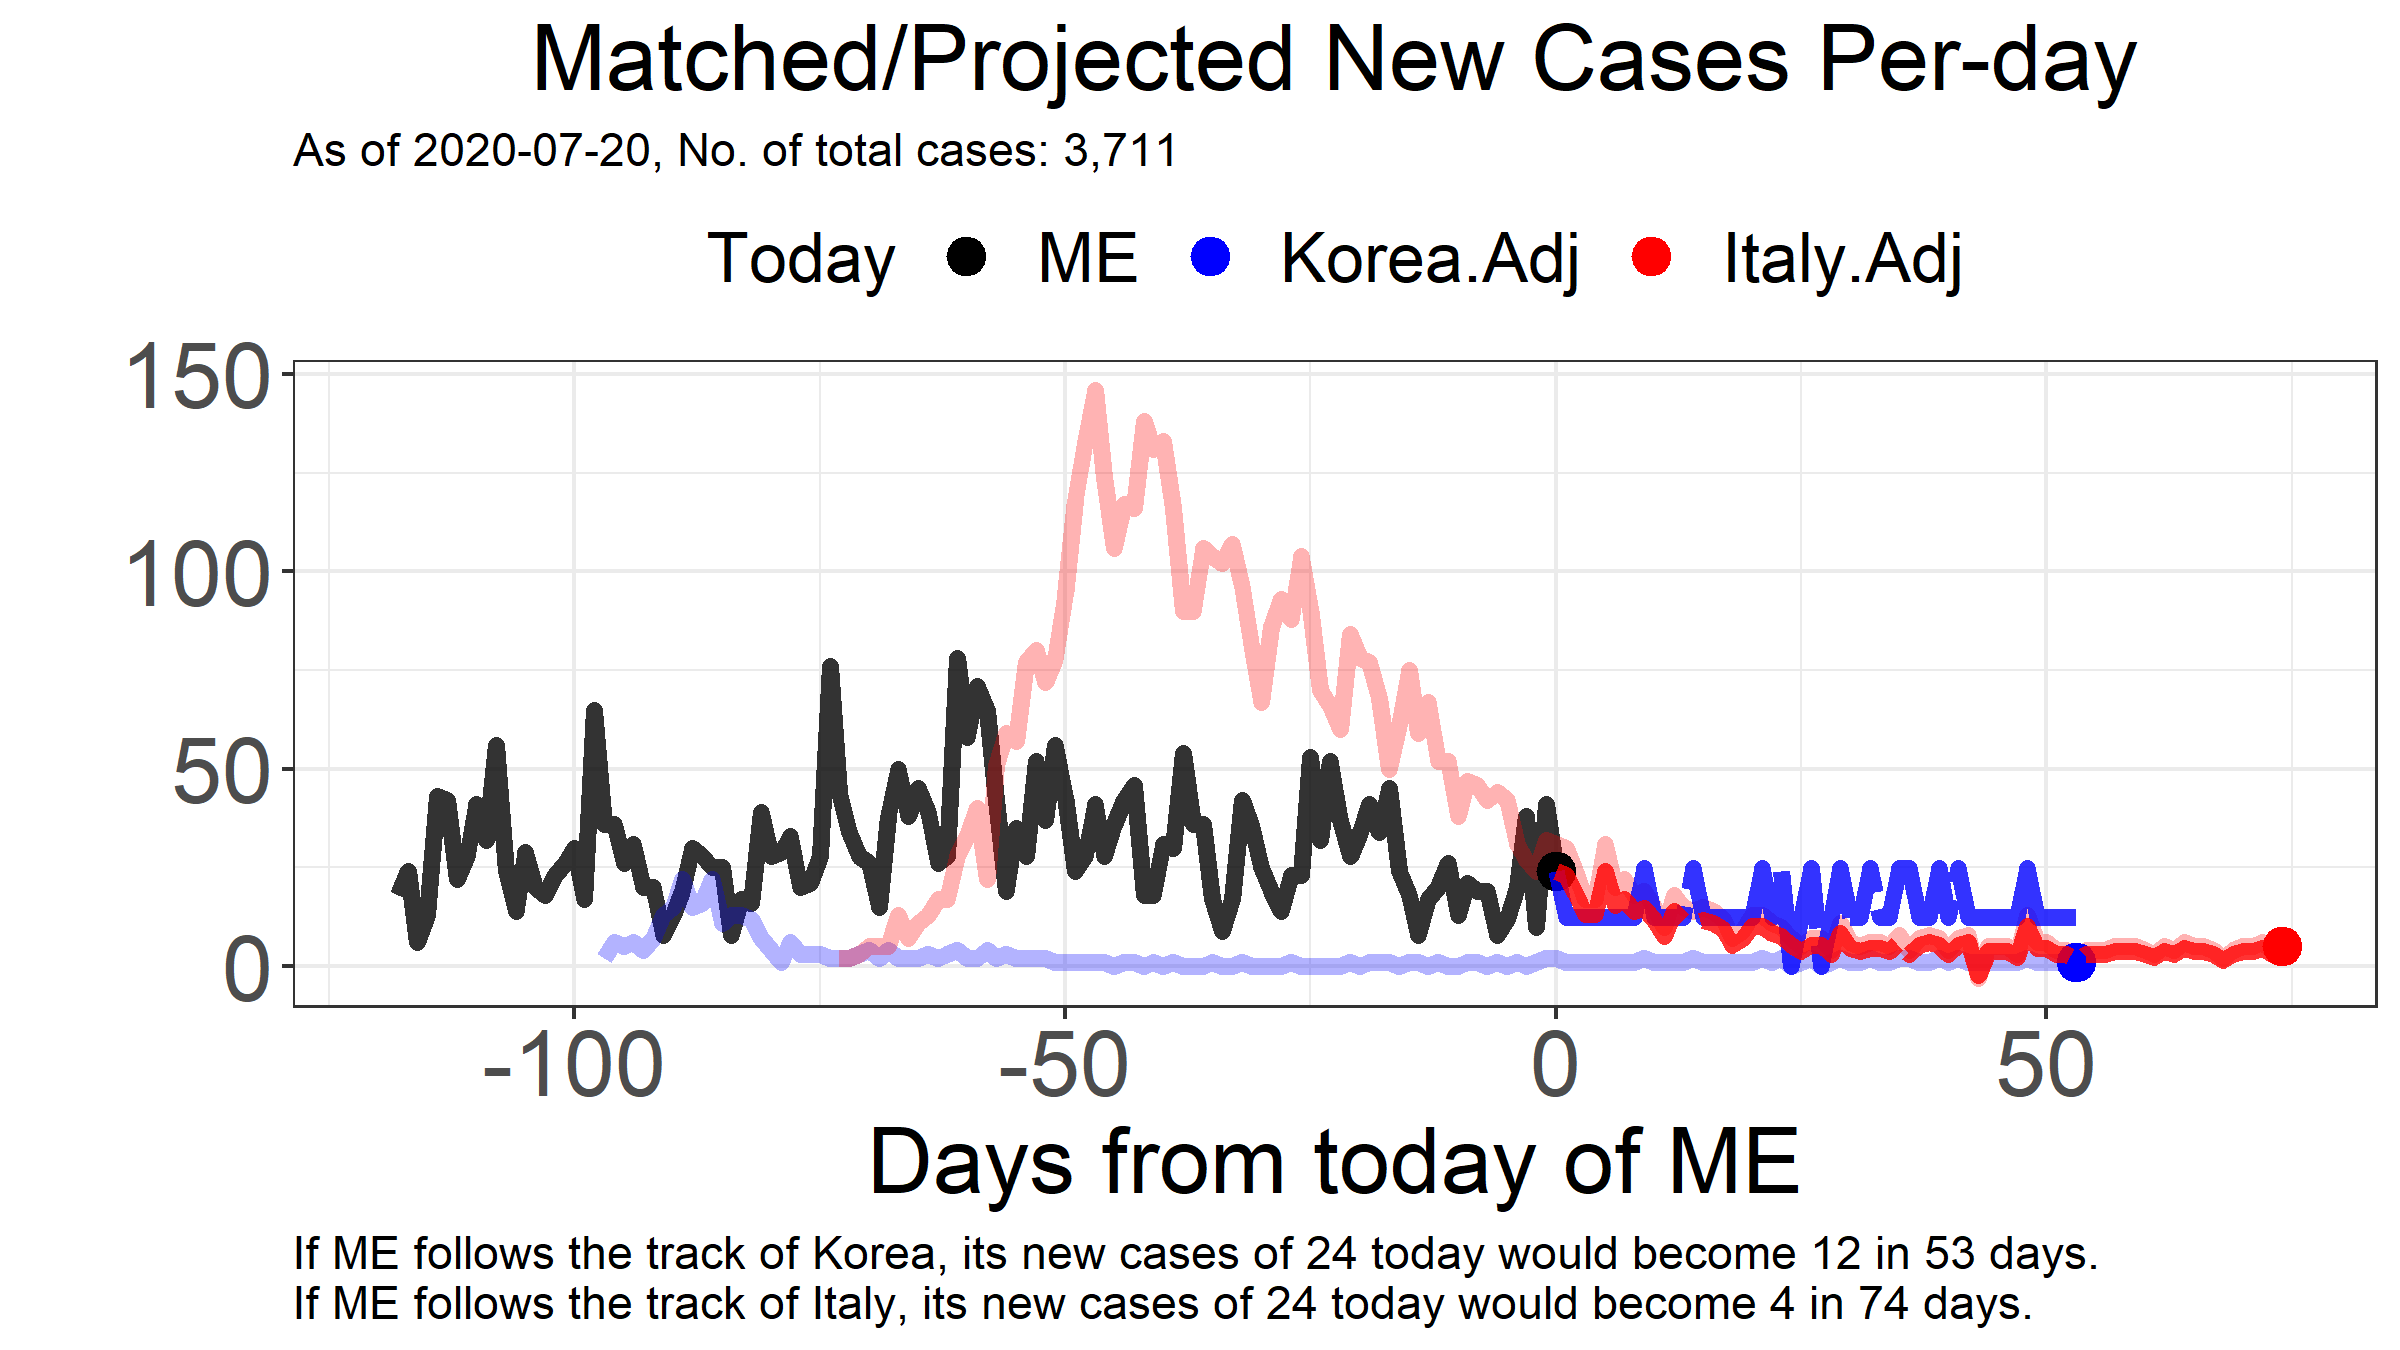 Matched/Projected New Cases Per-day
As of 2020-07-20, No. of total cases: 3,711
Today ME Korea.Adj Italy.Adj
150
100
50
0
-100 -50 0 50
Days from today of ME
If ME follows the track of Korea, its new cases of 24 today would become 12 in 53 days.
If ME follows the track of Italy, its new cases of 24 today would become 4 in 74 days.